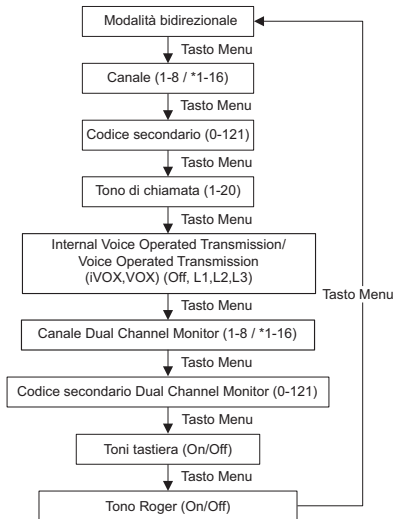 Modalità bidirezionale
Tasto Menu
Canale (1-8 / *1-16)
Tasto Menu
Codice secondario (0-121)
Tasto Menu
Tono di chiamata (1-20)
Tasto Menu
Internal Voice Operated Transmission/
Voice Operated Transmission
(iVOX,VOX) (Off, L1,L2,L3)
Tasto Menu
Tasto Menu
Canale Dual Channel Monitor (1-8 / *1-16)
Tasto Menu
Codice secondario Dual Channel Monitor (0-121)
Tasto Menu
Toni tastiera (On/Off)
Tasto Menu
Tono Roger (On/Off)